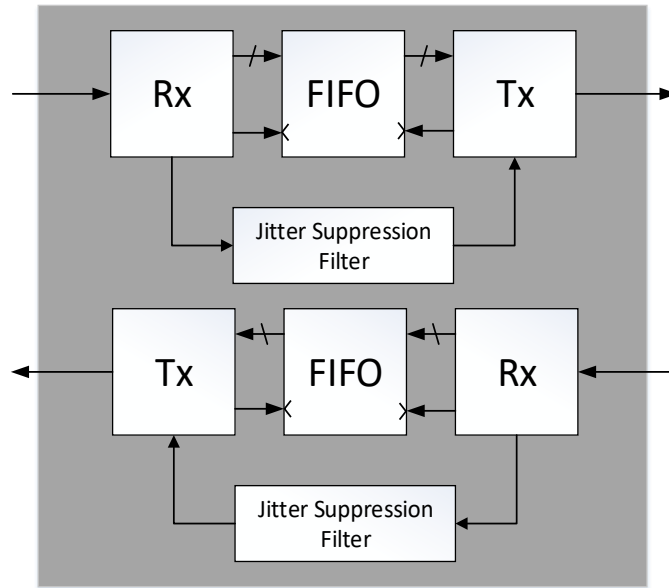 Rx
FIFO
Tx
Jitter Suppression
Filter
Tx
FIFO
Rx
Jitter Suppression
Filter